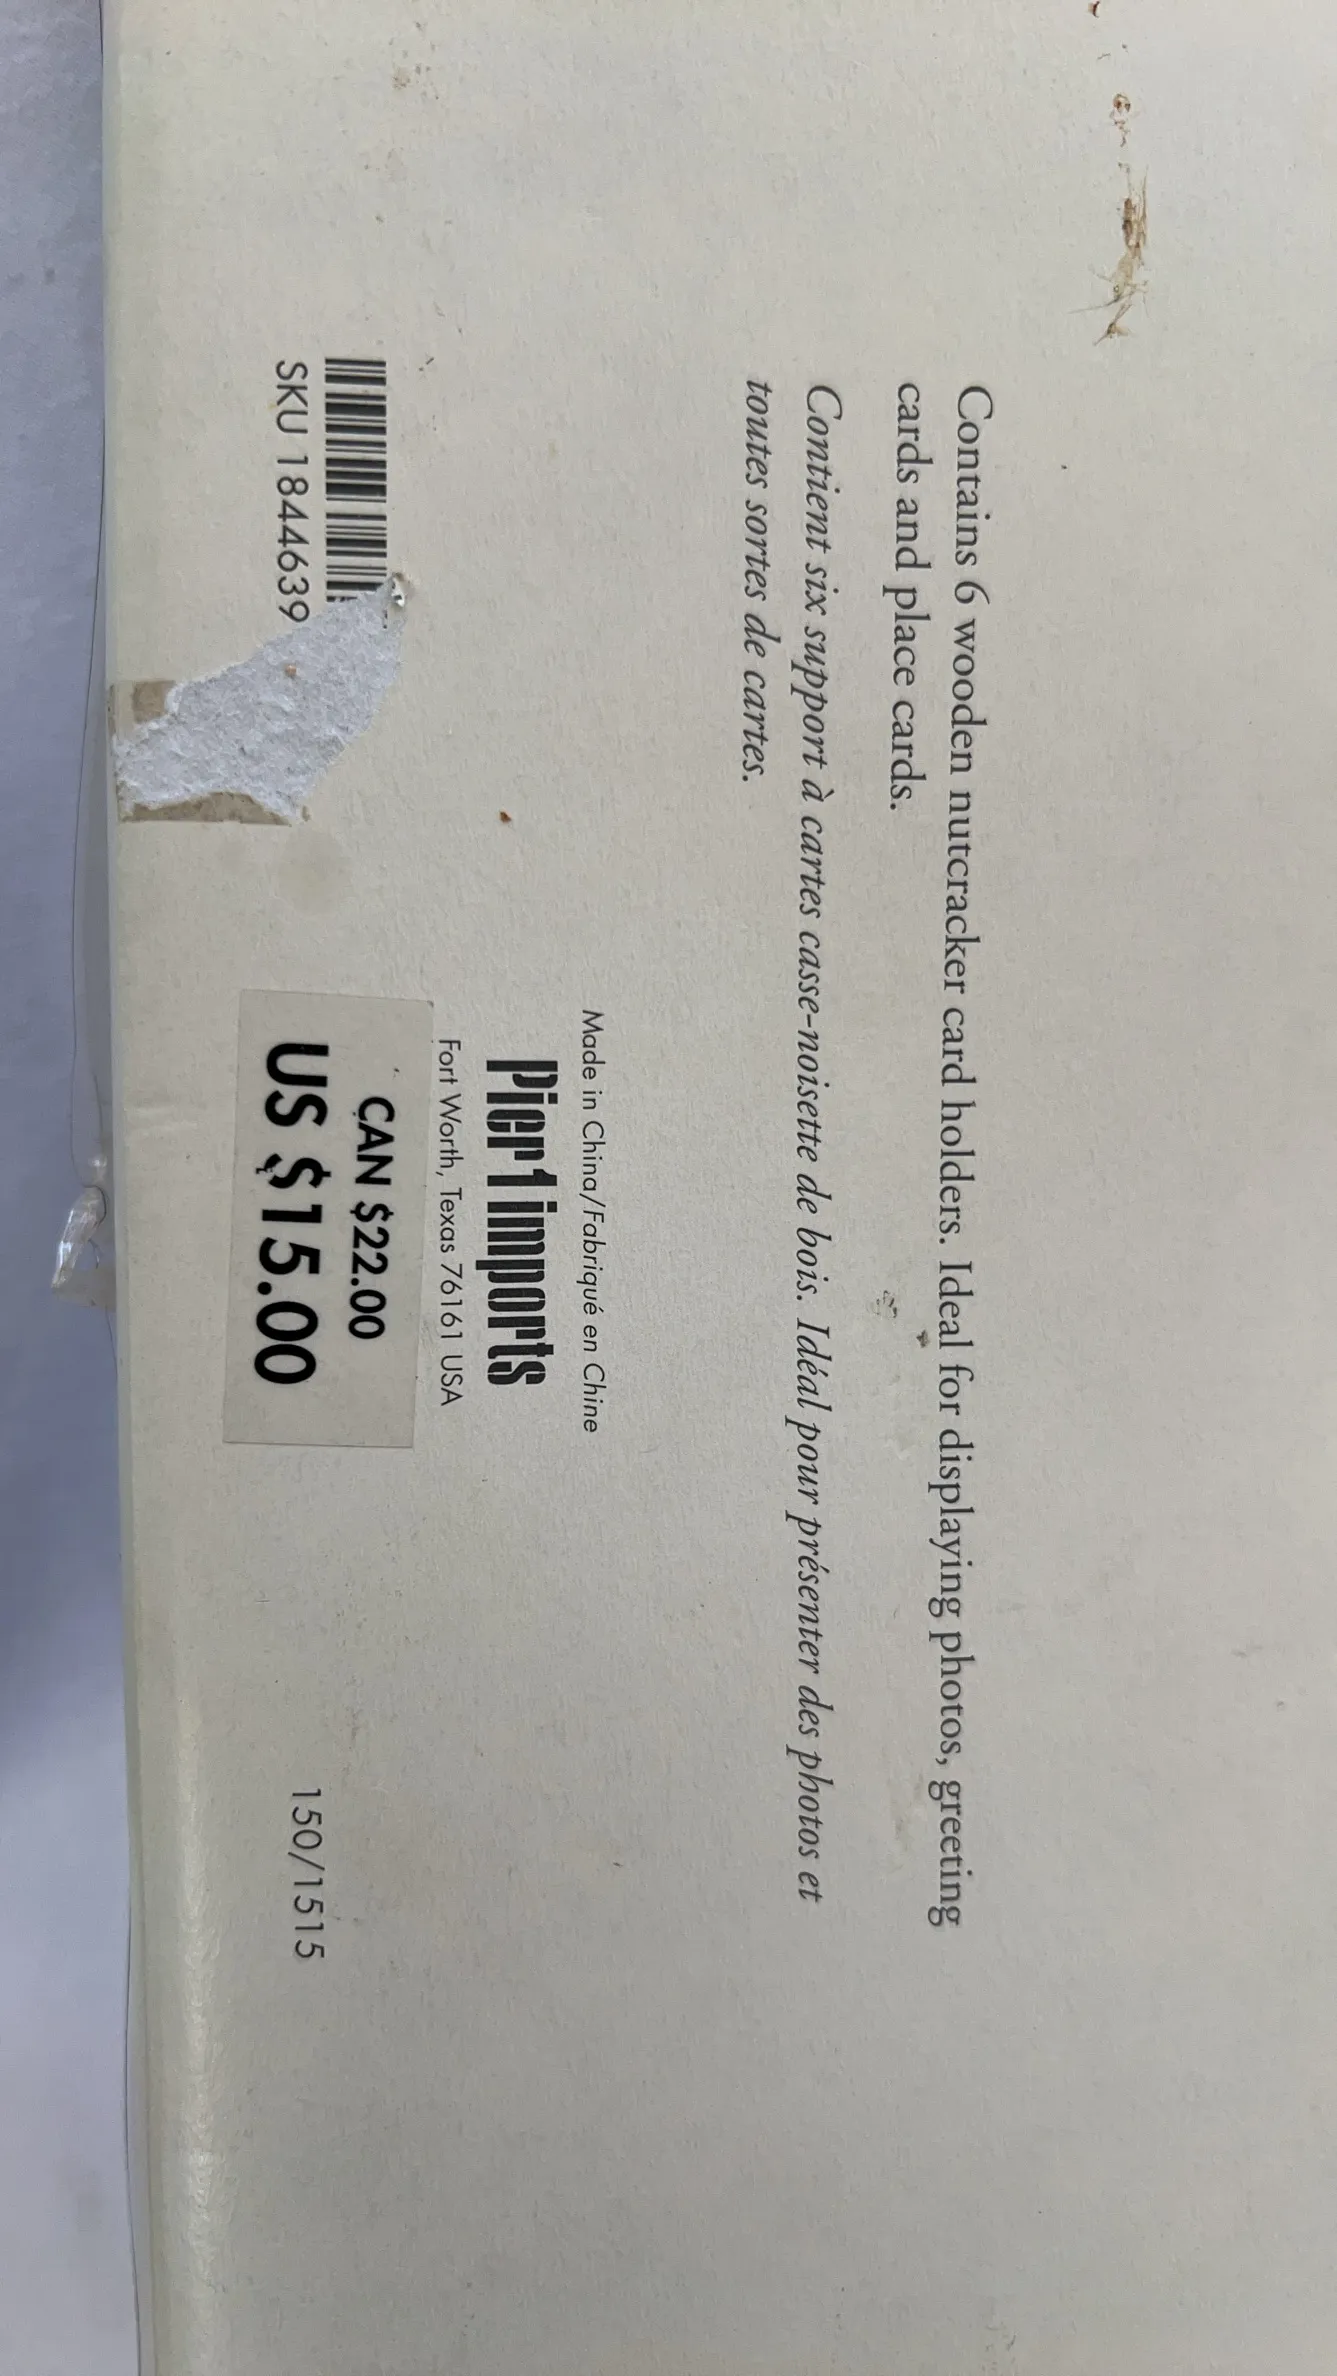 Contains 6 wooden nutcracker card holders. Ideal for displaying photos, greeting
cards and place cards.
Contient six support à cartes casse-noisette de bois. Idéal pour présenter des photos et
toutes sortes de cartes.
Made in China/Fabriqué en Chine
Pier 1 imports
Fort Worth, Texas 76161 USA
CAN $22.00
US $15.00
SKU 1844639
150/1515